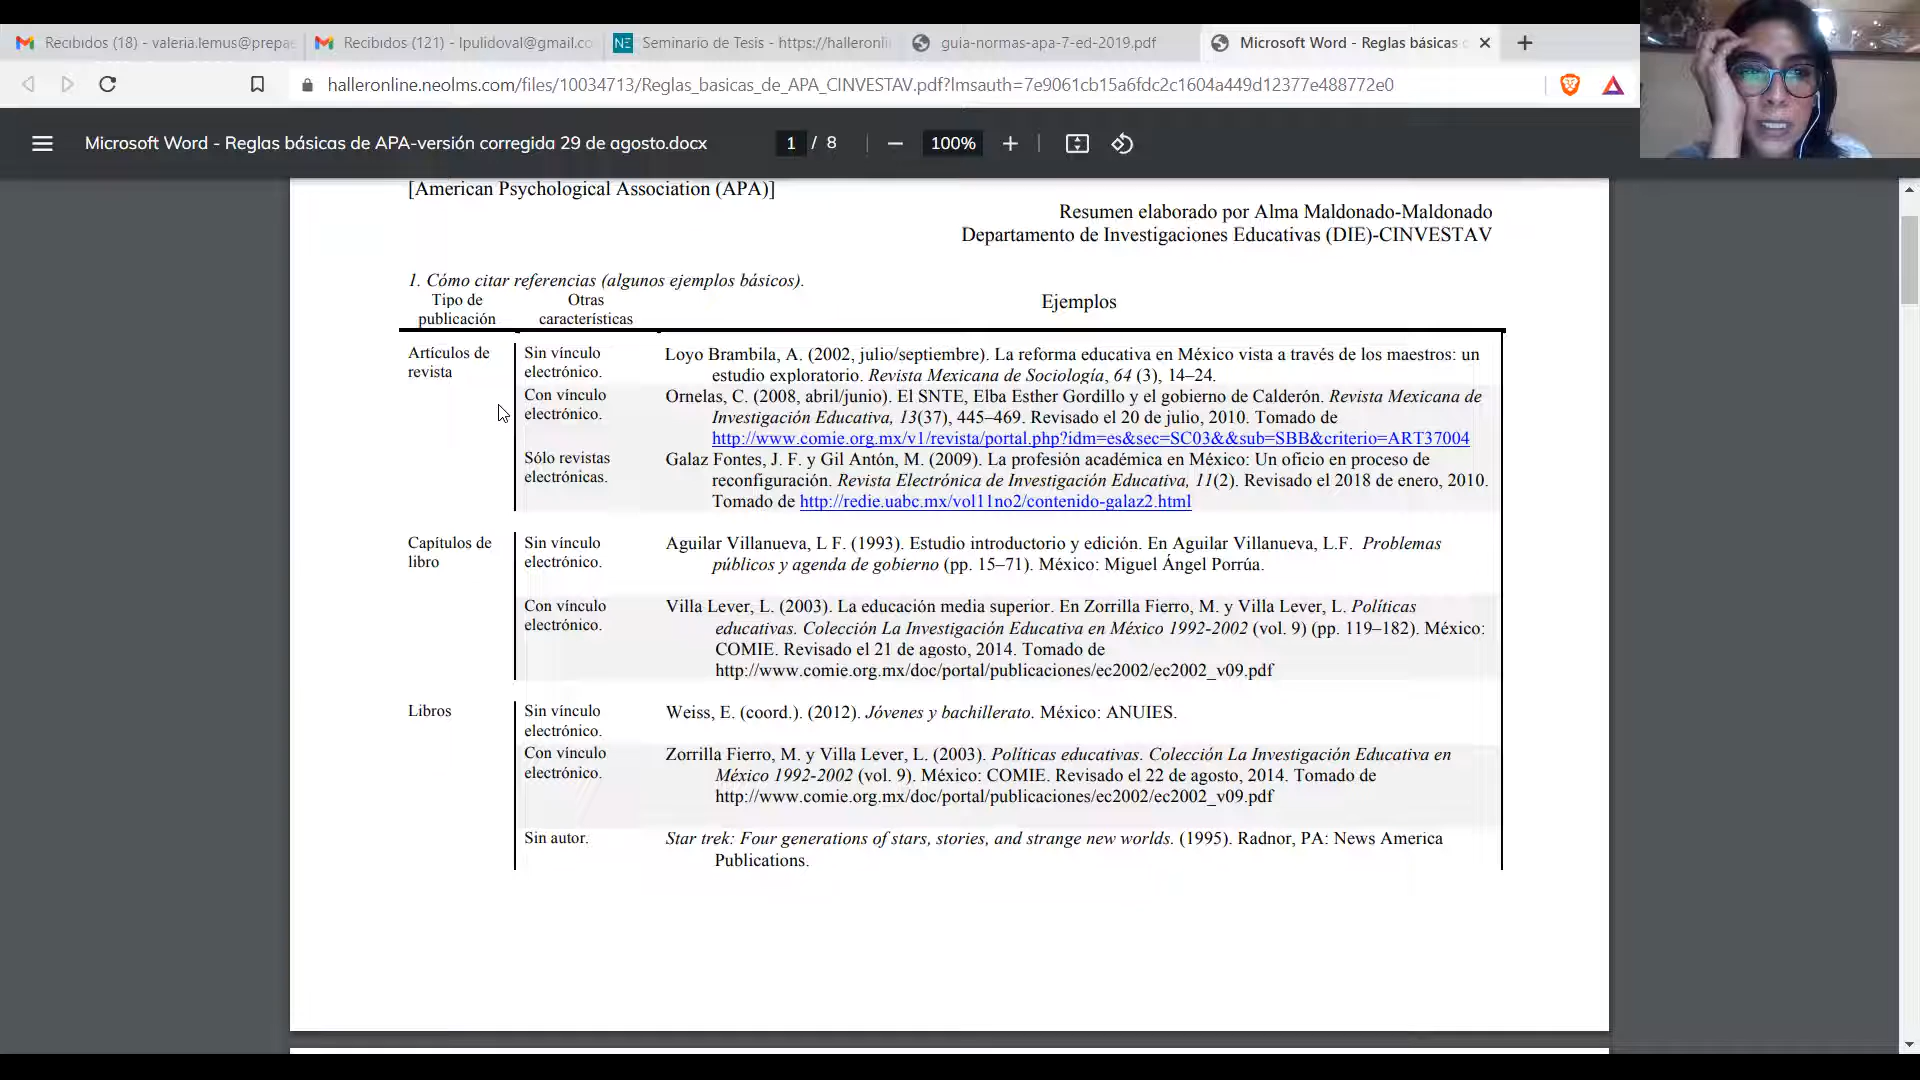 Recibidos (18) - valeria.lemus@prepas
Recibidos (121) - lpulidoval@gmail.co
NE Seminario de Tesis - https://halleronli
guia-normas-apa-7-ed-2019.pdf
Microsoft Word - Reglas básicas
halleronline.neolms.com/files/10034713/Reglas_basicas_de_APA_CINVESTAV.pdf?lmsauth=7e9061cb15a6fdc2c1604a449d12377e488772e0
Microsoft Word - Reglas básicas de APA-versión corregida 29 de agosto.docx
1 / 8
100%
[American Psychological Association (APA)]
Resumen elaborado por Alma Maldonado-Maldonado
Departamento de Investigaciones Educativas (DIE)-CINVESTAV
1. Cómo citar referencias (algunos ejemplos básicos).
Tipo de publicación
Otras características
Ejemplos
Artículos de revista
Sin vínculo electrónico.
Loyo Brambila, A. (2002, julio/septiembre). La reforma educativa en México vista a través de los maestros: un
estudio exploratorio. Revista Mexicana de Sociología, 64 (3), 14–24.
Con vínculo electrónico.
Ornelas, C. (2008, abril/junio). El SNTE, Elba Esther Gordillo y el gobierno de Calderón. Revista Mexicana de
Investigación Educativa, 13(37), 445–469. Revisado el 20 de julio, 2010. Tomado de
http://www.comie.org.mx/v1/revista/portal.php?idm=es&sec=SC03&&sub=SBB&criterio=ART37004
Sólo revistas electrónicas.
Galaz Fontes, J. F. y Gil Antón, M. (2009). La profesión académica en México: Un oficio en proceso de
reconfiguración. Revista Electrónica de Investigación Educativa, 11(2). Revisado el 2018 de enero, 2010.
Tomado de http://redie.uabc.mx/vol11no2/contenido-galaz2.html
Capítulos de libro
Sin vínculo electrónico.
Aguilar Villanueva, L F. (1993). Estudio introductorio y edición. En Aguilar Villanueva, L.F. Problemas
públicos y agenda de gobierno (pp. 15–71). México: Miguel Ángel Porrúa.
Con vínculo electrónico.
Villa Lever, L. (2003). La educación media superior. En Zorrilla Fierro, M. y Villa Lever, L. Políticas
educativas. Colección La Investigación Educativa en México 1992-2002 (vol. 9) (pp. 119–182). México:
COMIE. Revisado el 21 de agosto, 2014. Tomado de
http://www.comie.org.mx/doc/portal/publicaciones/ec2002/ec2002_v09.pdf
Libros
Sin vínculo electrónico.
Weiss, E. (coord.). (2012). Jóvenes y bachillerato. México: ANUIES.
Con vínculo electrónico.
Zorrilla Fierro, M. y Villa Lever, L. (2003). Políticas educativas. Colección La Investigación Educativa en
México 1992-2002 (vol. 9). México: COMIE. Revisado el 22 de agosto, 2014. Tomado de
http://www.comie.org.mx/doc/portal/publicaciones/ec2002/ec2002_v09.pdf
Sin autor.
Star trek: Four generations of stars, stories, and strange new worlds. (1995). Radnor, PA: News America
Publications.